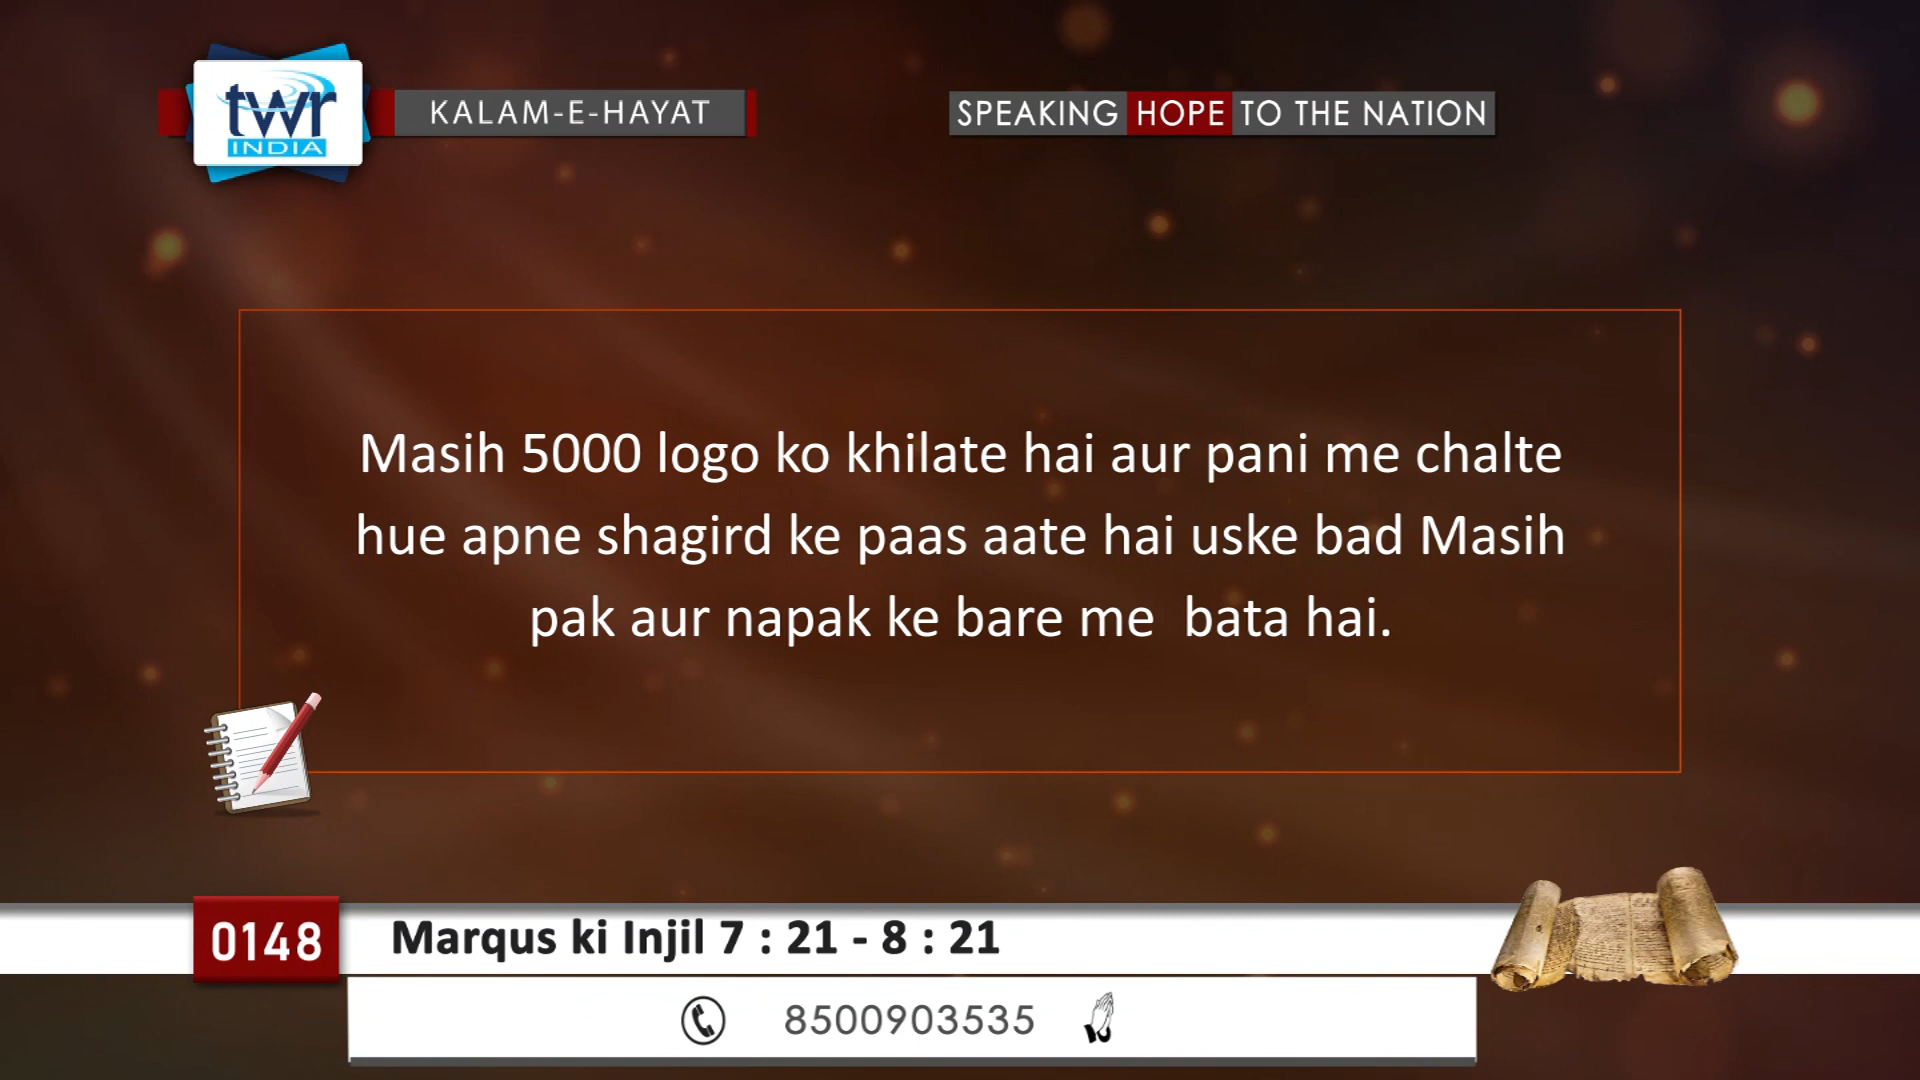 twr
INDIA
KALAM-E-HAYAT
SPEAKING HOPE TO THE NATION
Masih 5000 logo ko khilate hai aur pani me chalte
hue apne shagird ke paas aate hai uske bad Masih
pak aur napak ke bare me bata hai.
0148
Marqus ki Injil 7 : 21 - 8 : 21
8500903535